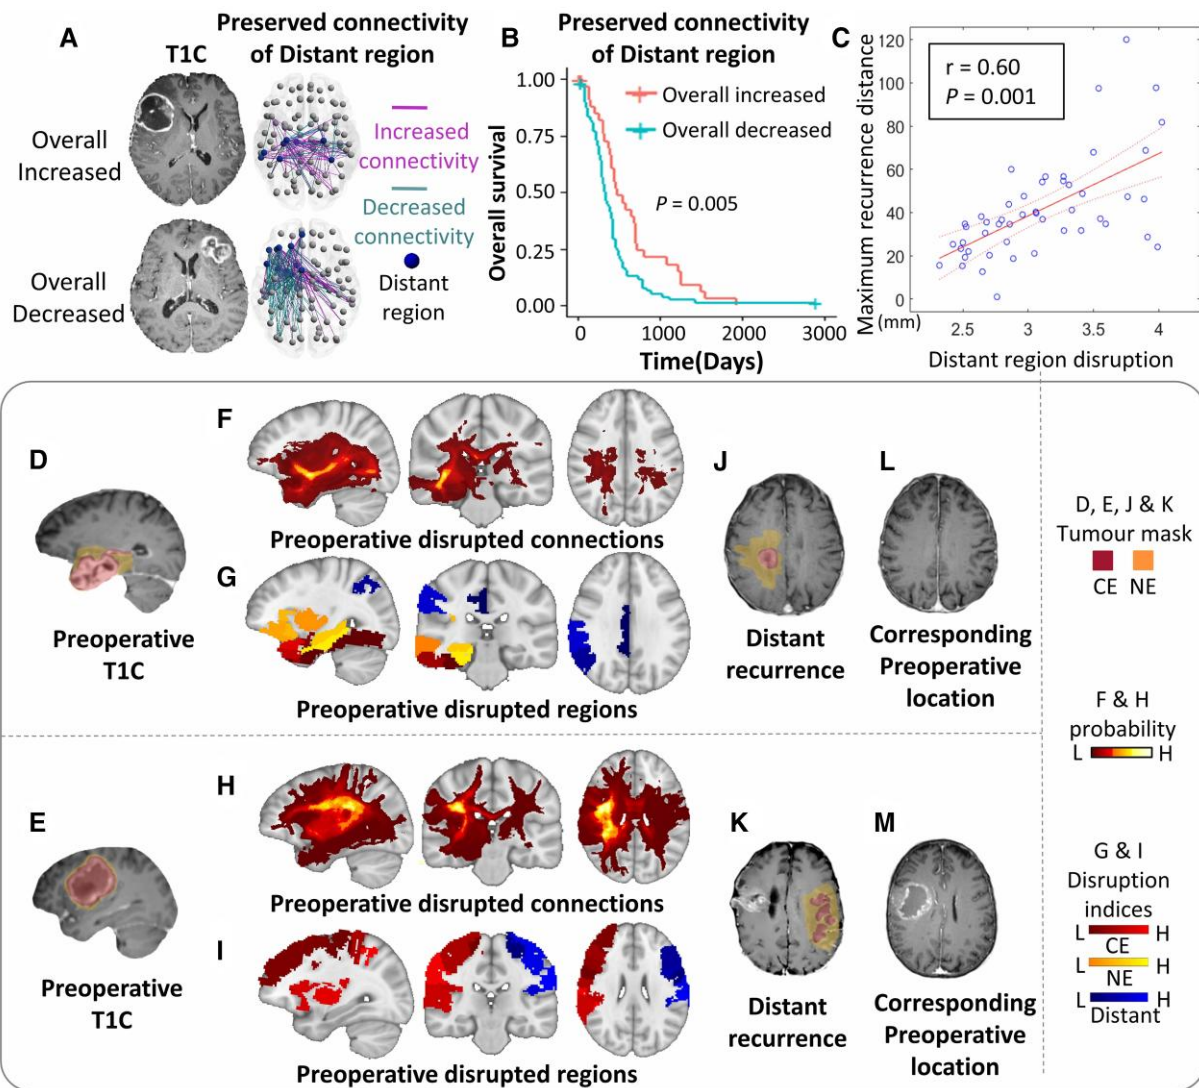 A
T1C
Preserved connectivity
of Distant region
Overall
Increased
Overall
Decreased
Increased
connectivity
Decreased
connectivity
Distant
region
B
Preserved connectivity
of Distant region
Overall survival
1.00
0.75
0.50
0.25
0.00
Overall increased
Overall decreased
P = 0.005
0
1000
2000
3000
Time(Days)
C
Maximum recurrence distance
(mm)
120
100
80
60
40
20
0
r = 0.60
P = 0.001
2.5
3
3.5
4
Distant region disruption
D
Preoperative
T1C
F
Preoperative disrupted connections
G
Preoperative disrupted regions
J
Distant
recurrence
L
Corresponding
Preoperative
location
E
Preoperative
T1C
H
Preoperative disrupted connections
I
Preoperative disrupted regions
K
Distant
recurrence
M
Corresponding
Preoperative
location
D, E, J & K
Tumour mask
CE NE
F & H
probability
L H
G & I
Disruption
indices
L H
CE
L H
NE
L H
Distant